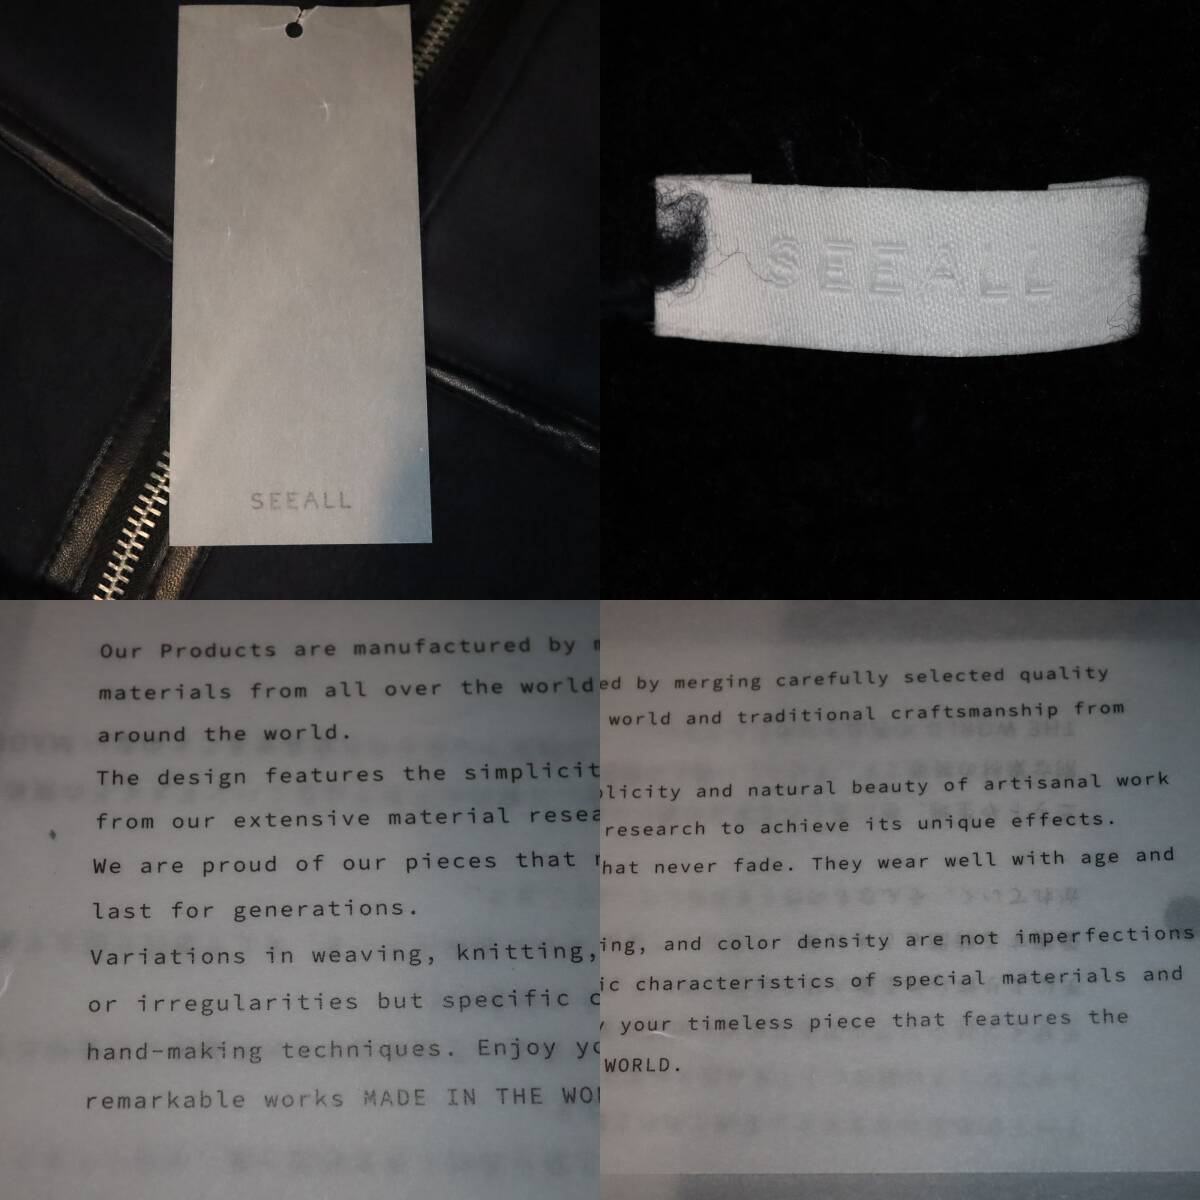 SEEALL
SEEALL
Our Products are manufactured by
materials from all over the world
around the world.
The design features the simplicit
from our extensive material resea
We are proud of our pieces that
last for generations.
Variations in weaving, knitting,
or irregularities but specific c
hand-making techniques. Enjoy yo
remarkable works MADE IN THE WOR
ed by merging carefully selected quality
world and traditional craftsmanship from
plicity and natural beauty of artisanal work
research to achieve its unique effects.
hat never fade. They wear well with age and
ing, and color density are not imperfections
ic characteristics of special materials and
your timeless piece that features the
WORLD.